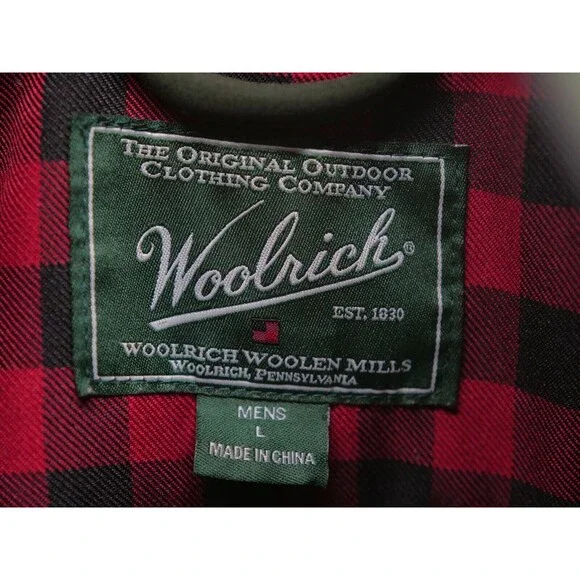 THE ORIGINAL OUTDOOR
CLOTHING COMPANY
Woolrich®
EST. 1830
WOOLRICH WOOLEN MILLS
WOOLRICH, PENNSYLVANIA
MENS
L
MADE IN CHINA